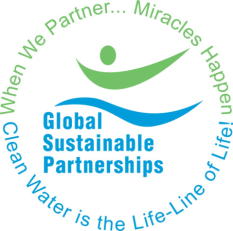 When We Partner... Miracles Happen
Global
Sustainable
Partnerships
Clean Water is the Life-Line of Life!